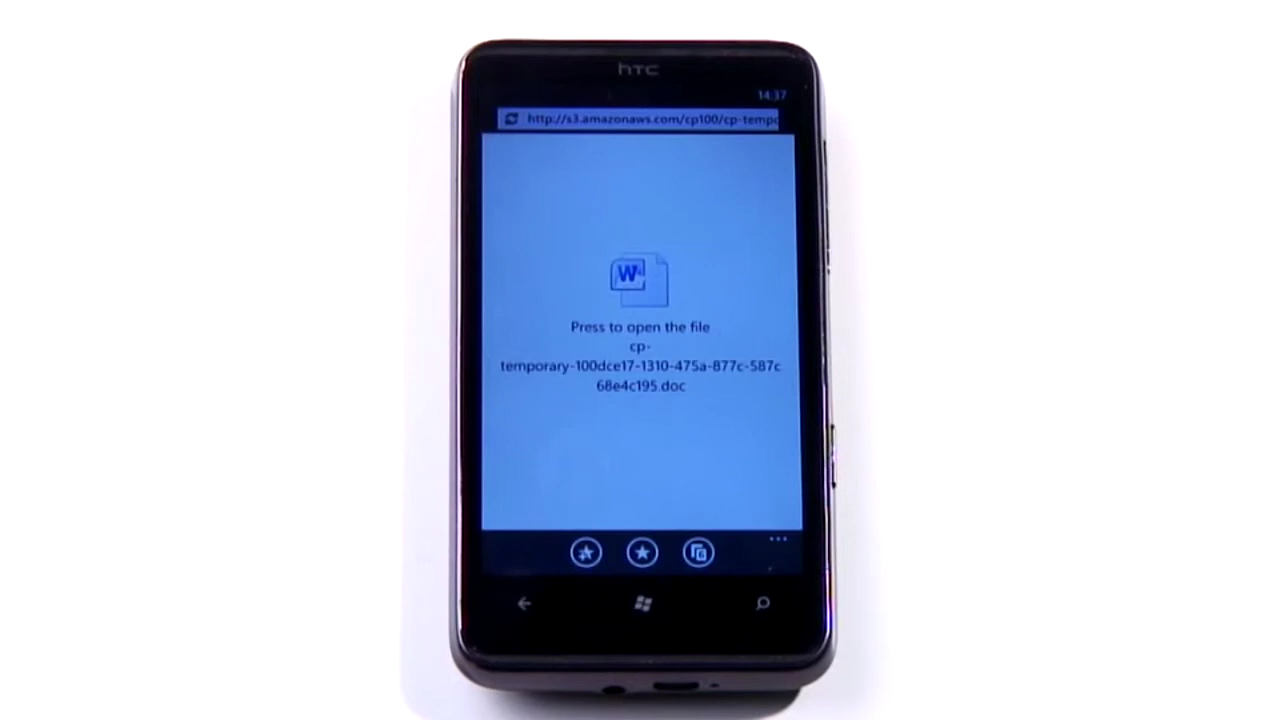 hTC
14:37
http://s3.amazonaws.com/cp100/cp-tempo
W
Press to open the file
cp-
temporary-100dce17-1310-475a-877c-587c
68e4c195.doc